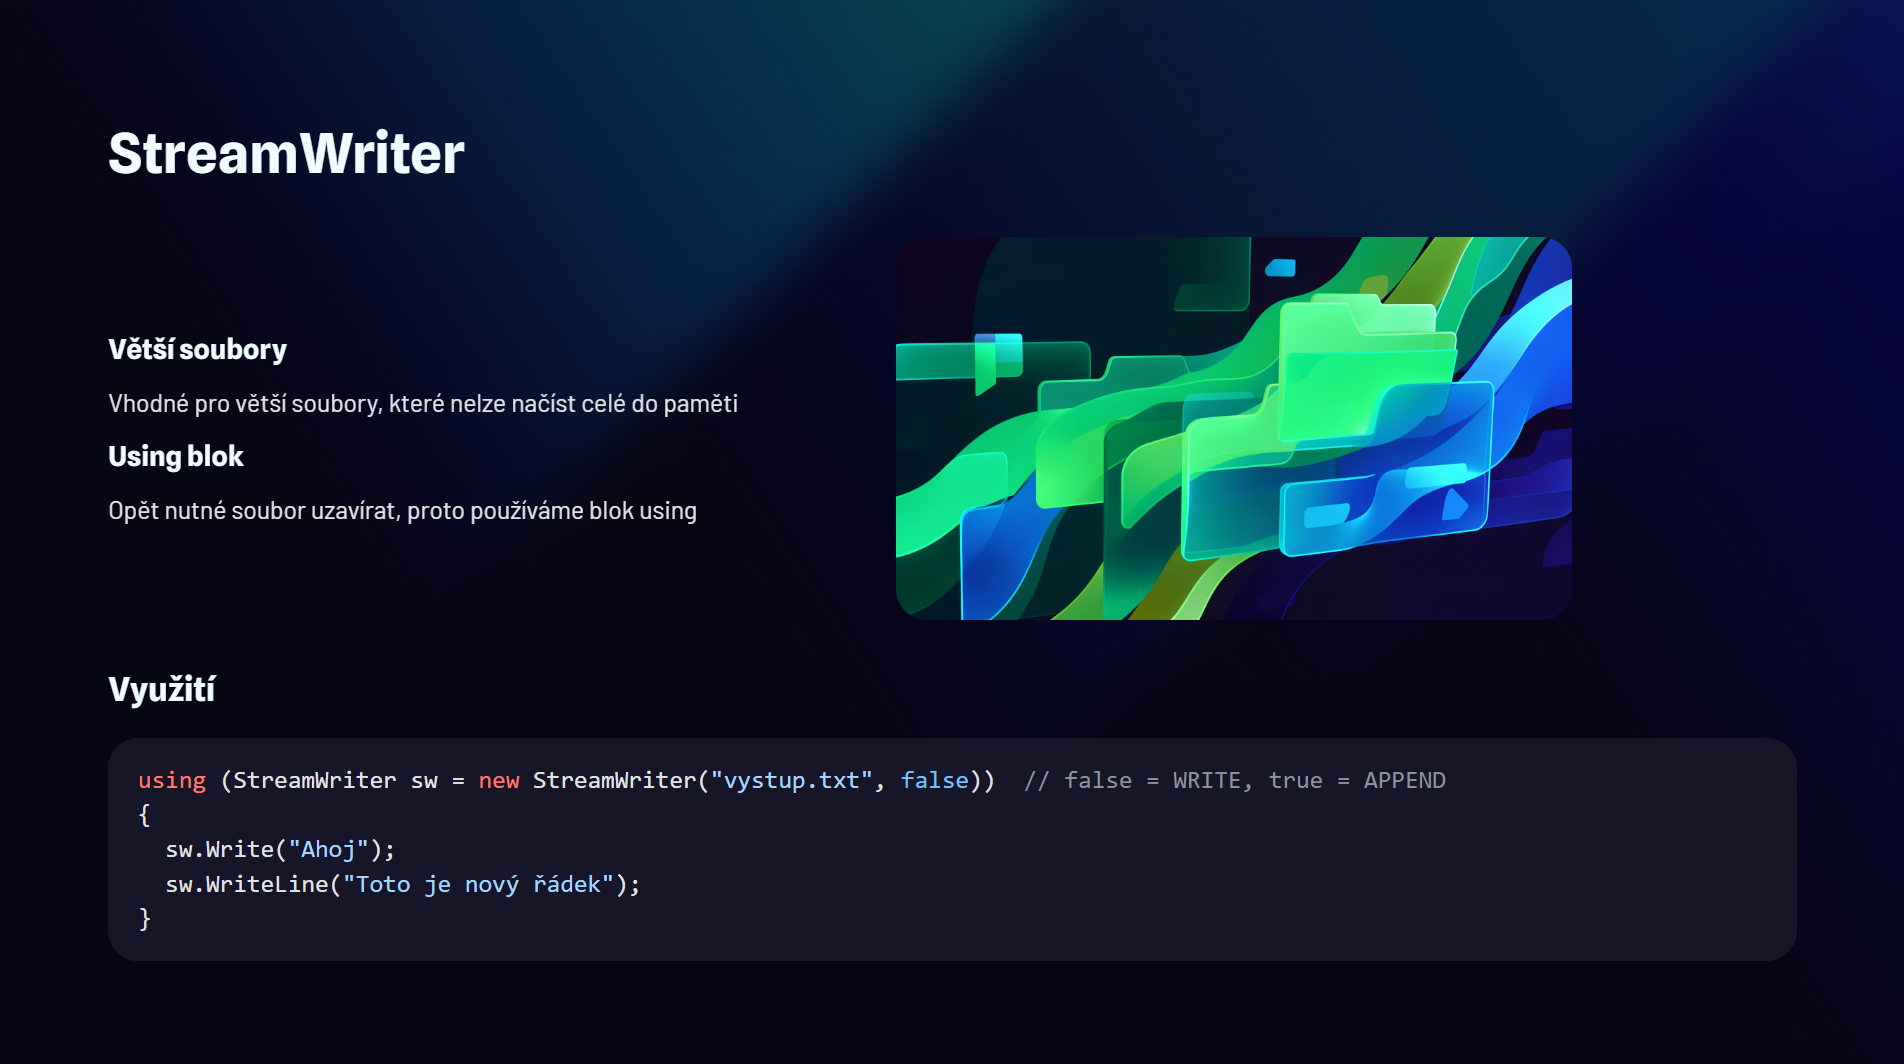 StreamWriter
Větší soubory
Vhodné pro větší soubory, které nelze načíst celé do paměti
Using blok
Opět nutné soubor uzavírat, proto používáme blok using
Využití
using (StreamWriter sw = new StreamWriter("vystup.txt", false))  // false = WRITE, true = APPEND
{
  sw.Write("Ahoj");
  sw.WriteLine("Toto je nový řádek");
}